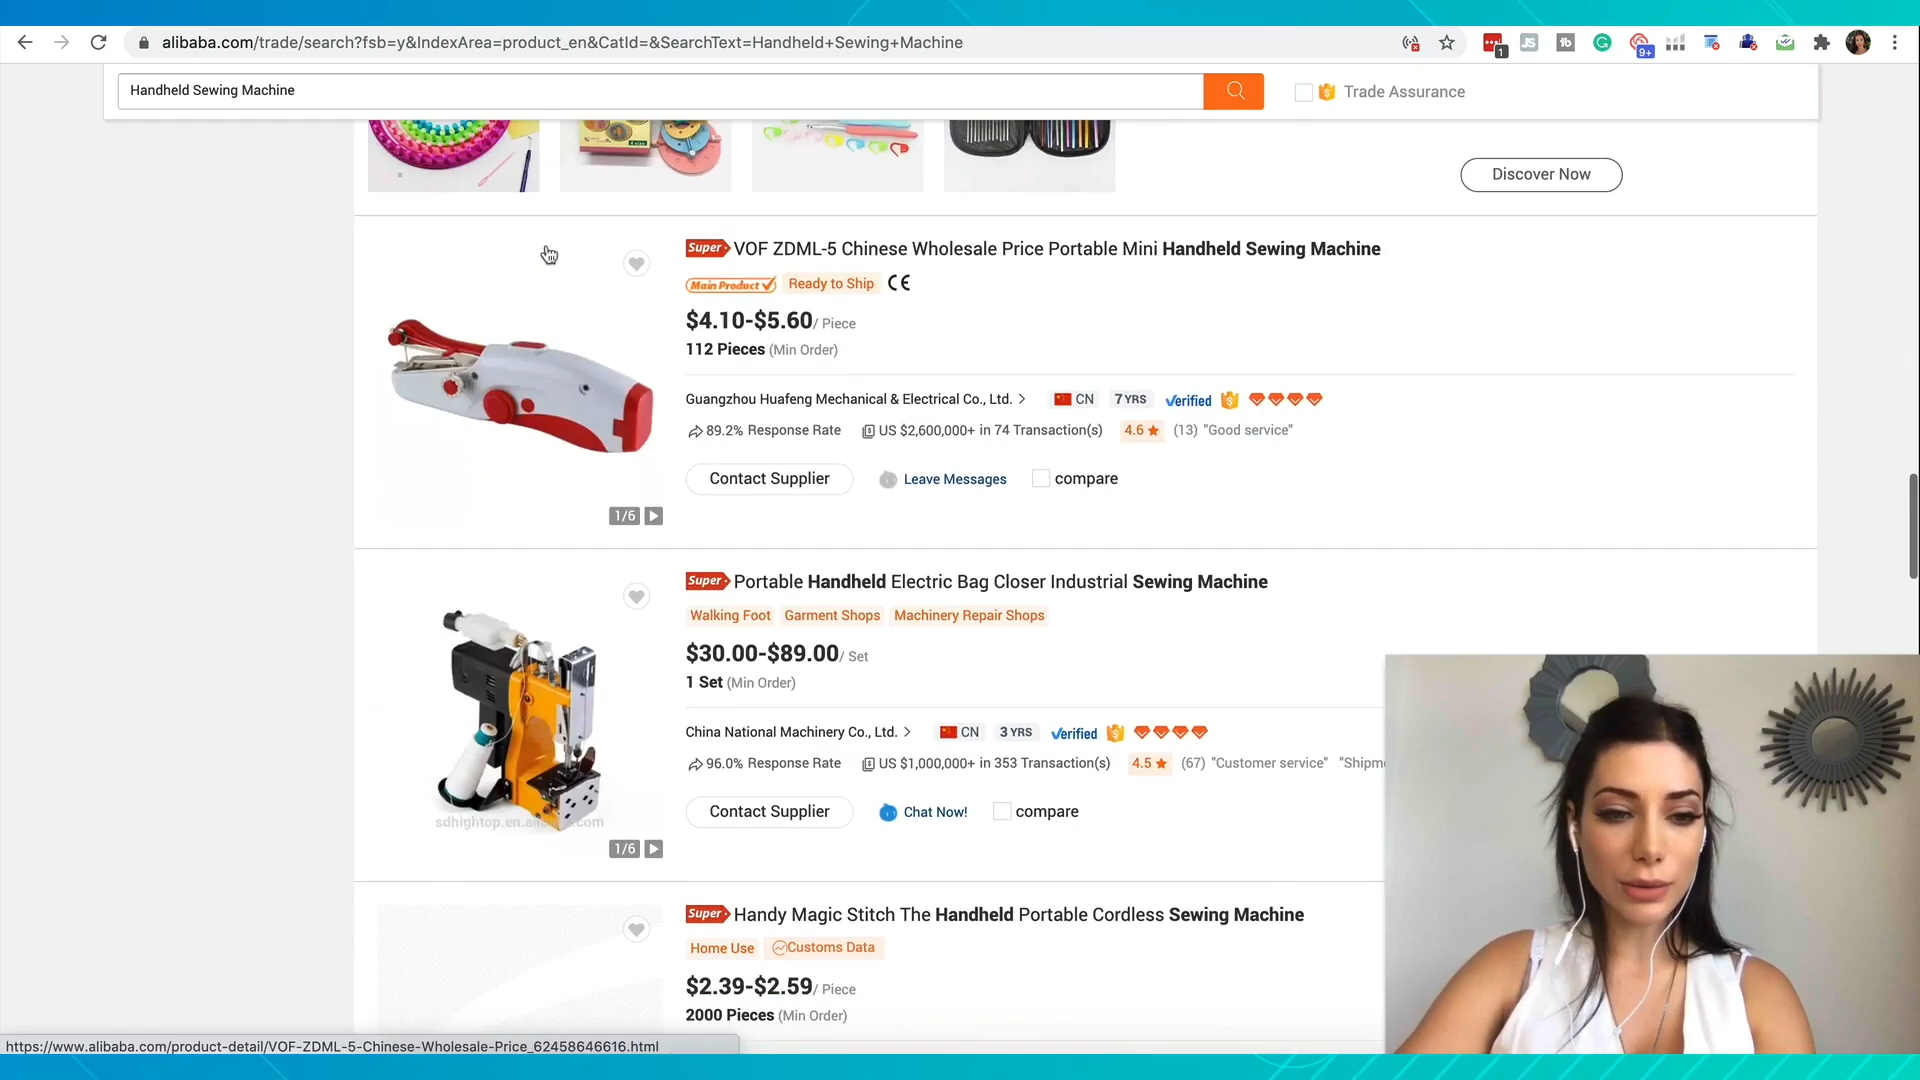 alibaba.com/trade/search?fsb=y&IndexArea=product_en&CatId=&SearchText=Handheld+Sewing+Machine
1
JS
9+
Handheld Sewing Machine
Trade Assurance
Discover Now
Super VOF ZDML-5 Chinese Wholesale Price Portable Mini Handheld Sewing Machine
Main Product Ready to Ship CE
$4.10-$5.60/ Piece
112 Pieces (Min Order)
Guangzhou Huafeng Mechanical & Electrical Co., Ltd. > CN 7 YRS Verified
89.2% Response Rate US $2,600,000+ in 74 Transaction(s) 4.6 ★ (13) "Good service"
Contact Supplier Leave Messages compare
1/6
Super Portable Handheld Electric Bag Closer Industrial Sewing Machine
Walking Foot Garment Shops Machinery Repair Shops
$30.00-$89.00/ Set
1 Set (Min Order)
China National Machinery Co., Ltd. > CN 3 YRS Verified
96.0% Response Rate US $1,000,000+ in 353 Transaction(s) 4.5 ★ (67) "Customer service" "Shipm
Contact Supplier Chat Now! compare
1/6
Super Handy Magic Stitch The Handheld Portable Cordless Sewing Machine
Home Use Customs Data
$2.39-$2.59/ Piece
2000 Pieces (Min Order)
https://www.alibaba.com/product-detail/VOF-ZDML-5-Chinese-Wholesale-Price_62458646616.html